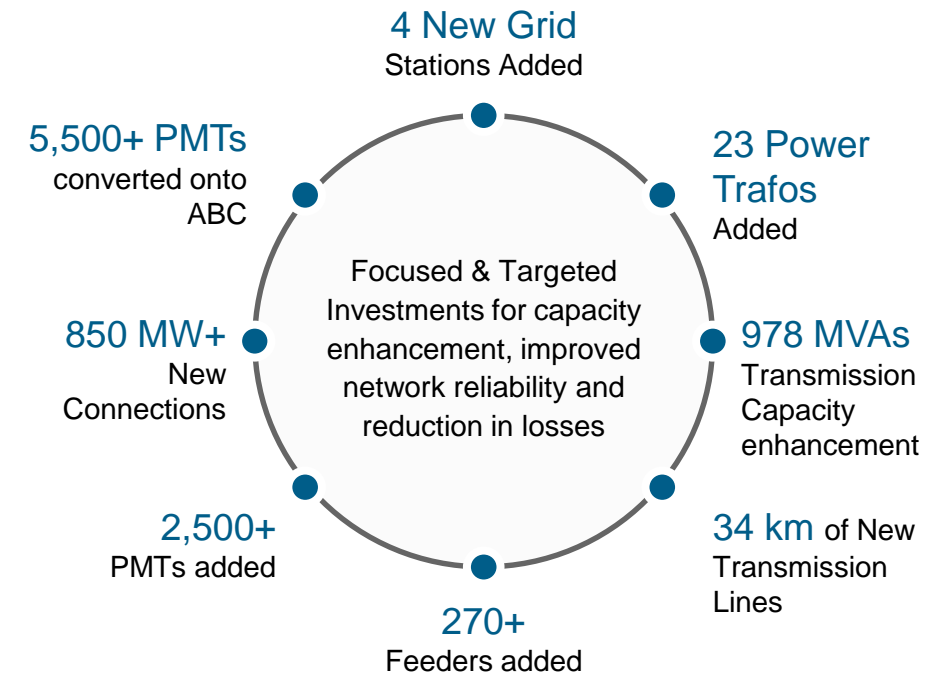 4 New Grid
Stations Added
23 Power
Trafos
Added
978 MVAs
Transmission
Capacity
enhancement
34 km of New
Transmission
Lines
270+
Feeders added
2,500+
PMTs added
850 MW+
New
Connections
5,500+ PMTs
converted onto
ABC
Focused & Targeted
Investments for capacity
enhancement, improved
network reliability and
reduction in losses